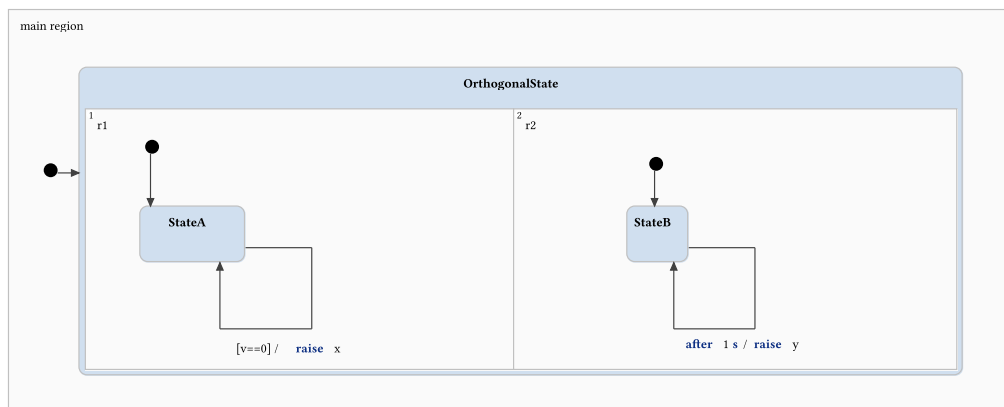 main region
OrthogonalState
1
r1
2
r2
StateA
StateB
[v==0] / raise x
after 1 s / raise y